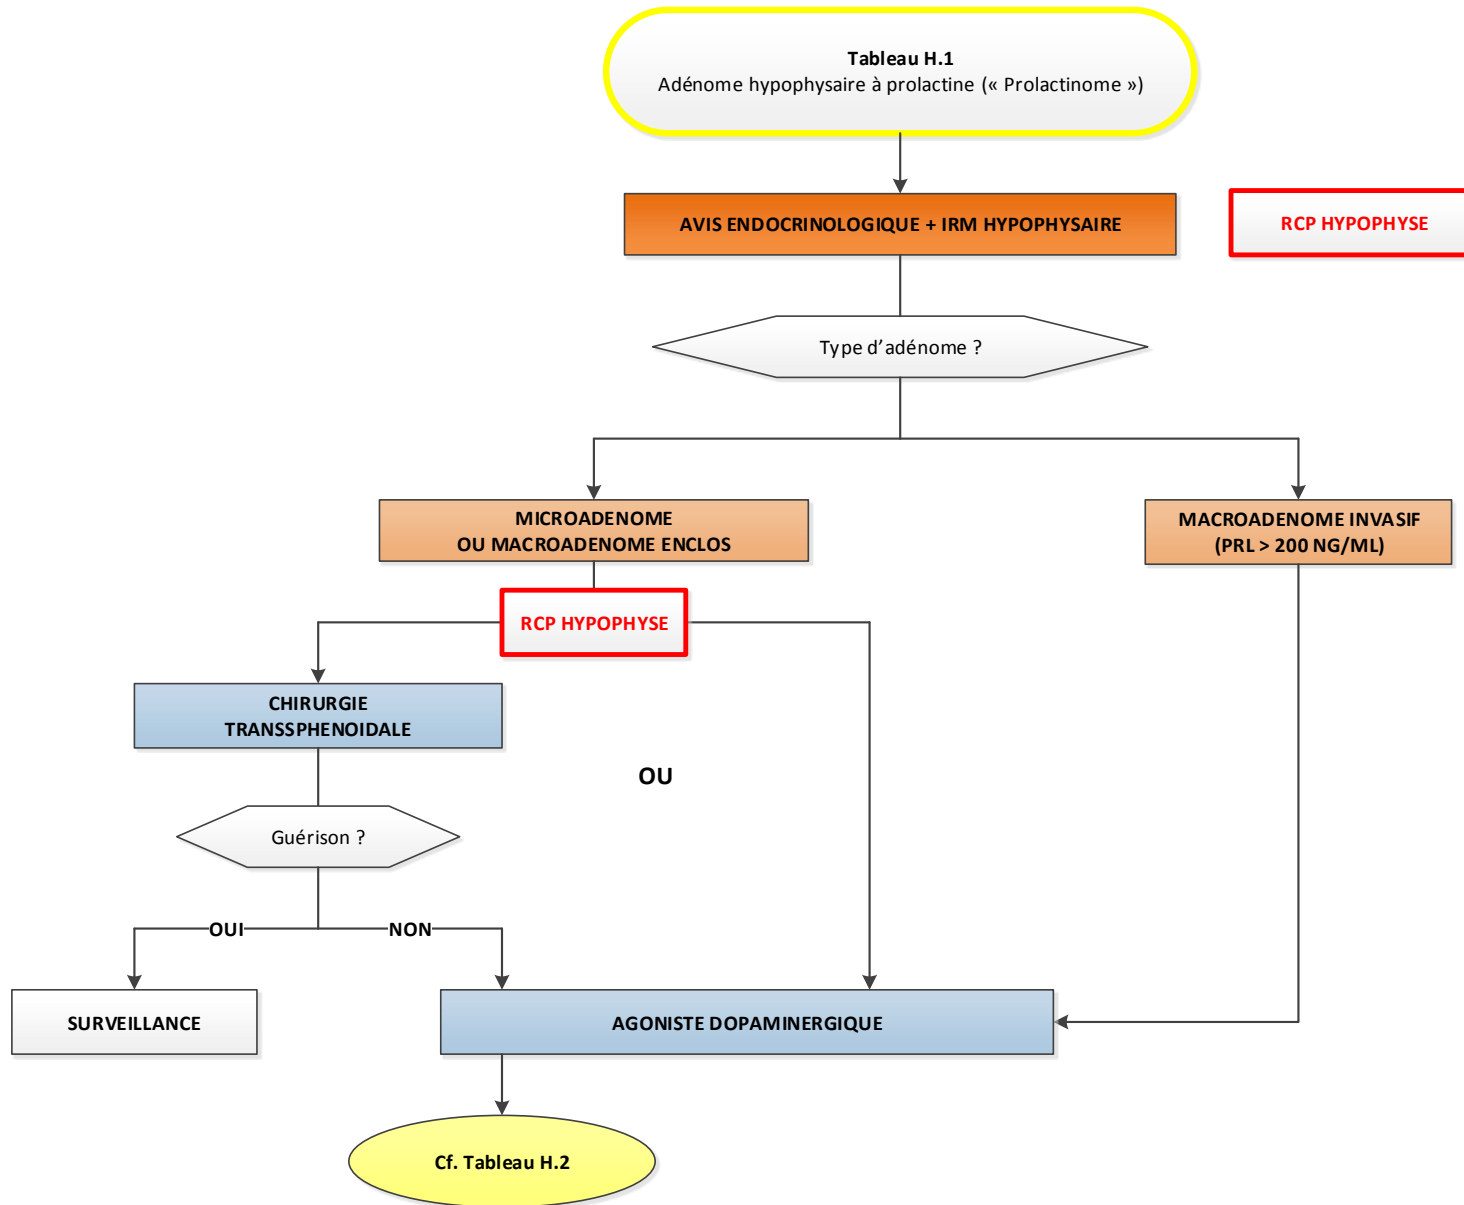 Tableau H.1
Adénome hypophysaire à prolactine (« Prolactinome »)
AVIS ENDOCRINOLOGIQUE + IRM HYPOPHYSAIRE
RCP HYPOPHYSE
Type d'adénome ?
MICROADENOME
OU MACROADENOME ENCLOS
MACROADENOME INVASIF
(PRL > 200 NG/ML)
RCP HYPOPHYSE
CHIRURGIE
TRANSSPHENOIDALE
OU
Guérison ?
OUI
NON
SURVEILLANCE
AGONISTE DOPAMINERGIQUE
Cf. Tableau H.2